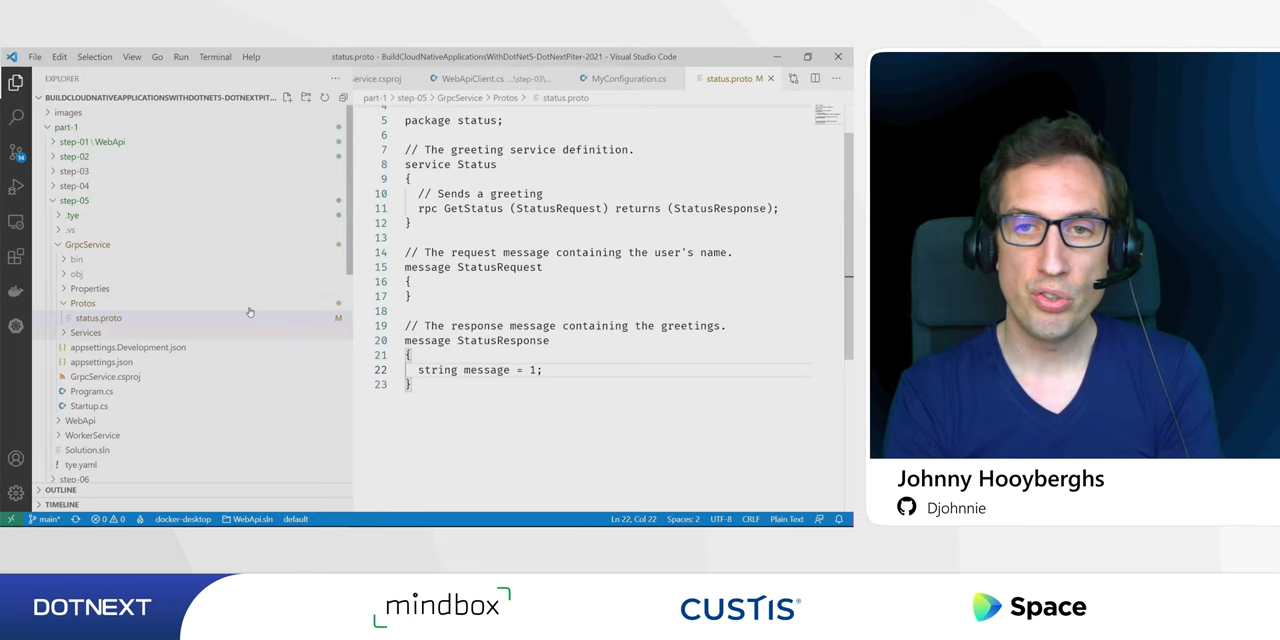 File Edit Selection View Go Run Terminal Help
status.proto - BuildCloudNativeApplicationsWithDotNet5-DotNextPiter-2021 - Visual Studio Code
EXPLORER
ervice.csproj
WebApiClient.cs ...\step-03\...
MyConfiguration.cs
status.proto M
BUILDCLOUDNATIVEAPPLICATIONSWITHDOTNET5-DOTNEXTPIT...
part-1 > step-05 > GrpcService > Protos > status.proto
images
part-1
step-01\WebApi
step-02
step-03
step-04
step-05
.tye
.vs
GrpcService
bin
obj
Properties
Protos
status.proto M
Services
appsettings.Development.json
appsettings.json
GrpcService.csproj
Program.cs
Startup.cs
WebApi
WorkerService
Solution.sln
tye.yaml
step-06
OUTLINE
TIMELINE
14
4
5 package status;
6
7 // The greeting service definition.
8 service Status
9 {
10 // Sends a greeting
11 rpc GetStatus (StatusRequest) returns (StatusResponse);
12 }
13
14 // The request message containing the user's name.
15 message StatusRequest
16 {
17 }
18
19 // The response message containing the greetings.
20 message StatusResponse
21 {
22 string message = 1;
23 }
main* 0 0 docker-desktop WebApi.sln default
Ln 22, Col 22 Spaces: 2 UTF-8 CRLF Plain Text
Johnny Hooyberghs
Djohnnie
DOTNEXT
mindbox
CUSTIS®
Space